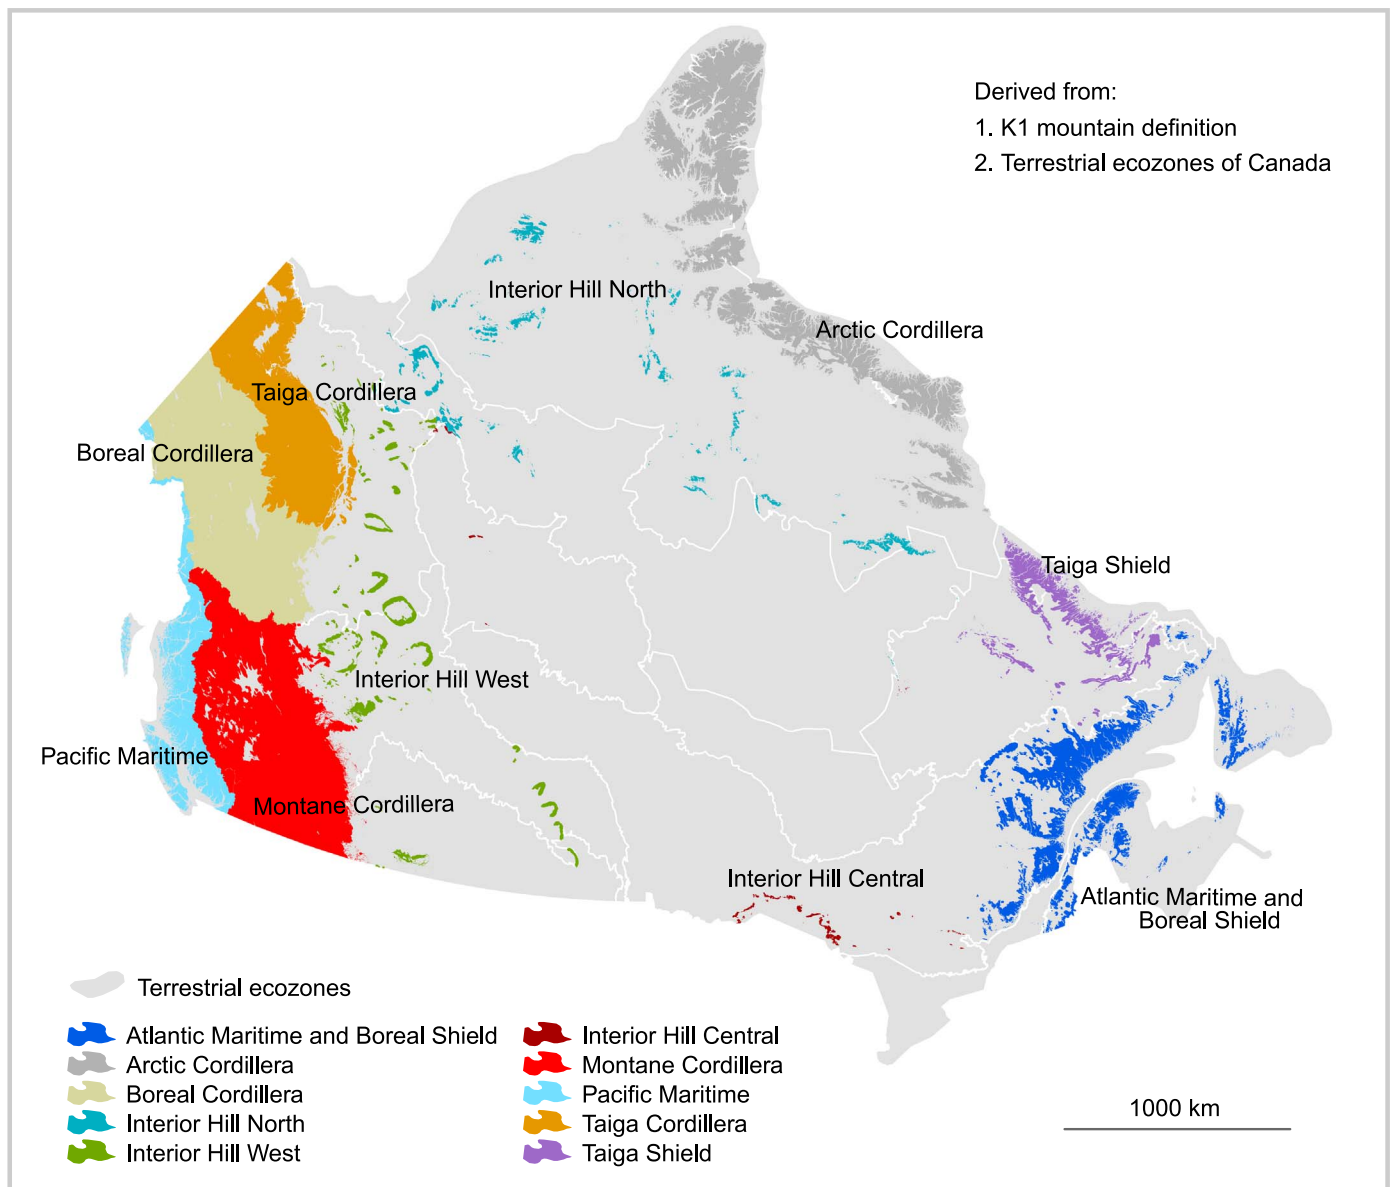 Derived from:
1. K1 mountain definition
2. Terrestrial ecozones of Canada
Interior Hill North
Arctic Cordillera
Taiga Cordillera
Boreal Cordillera
Taiga Shield
Interior Hill West
Pacific Maritime
Montane Cordillera
Interior Hill Central
Atlantic Maritime and
Boreal Shield
Terrestrial ecozones
Atlantic Maritime and Boreal Shield
Arctic Cordillera
Boreal Cordillera
Interior Hill North
Interior Hill West
Interior Hill Central
Montane Cordillera
Pacific Maritime
Taiga Cordillera
Taiga Shield
1000 km